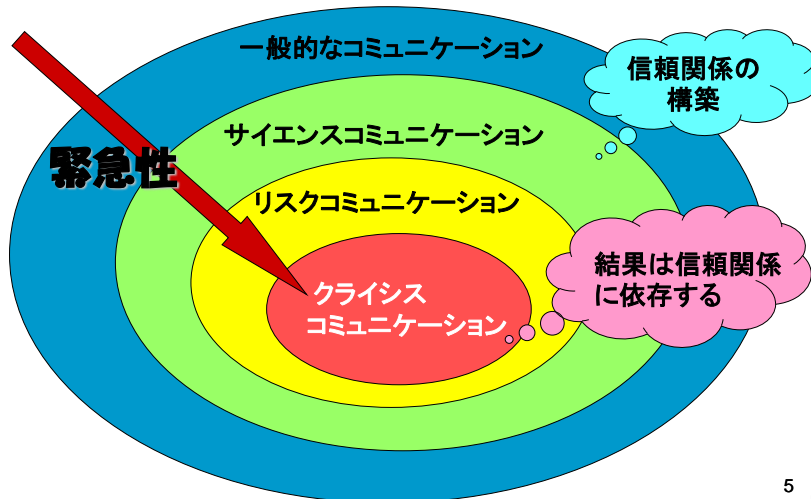 一般的なコミュニケーション
信頼関係の
構築
サイエンスコミュニケーション
緊急性
リスクコミュニケーション
結果は信頼関係
に依存する
クライシス
コミュニケーション
5